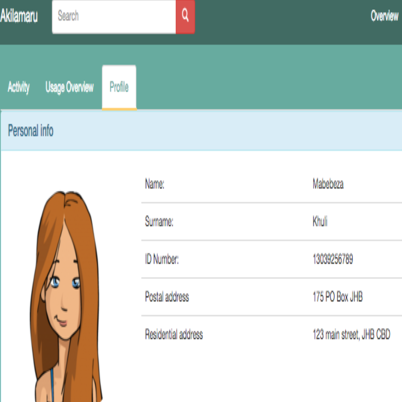 Akilamaru Search Overview
Activity Usage Overview Profile
Personal info
Name: Mabebeza
Surname: Khuli
ID Number: 13039256789
Postal address 175 PO Box JHB
Residential address 123 main street, JHB CBD